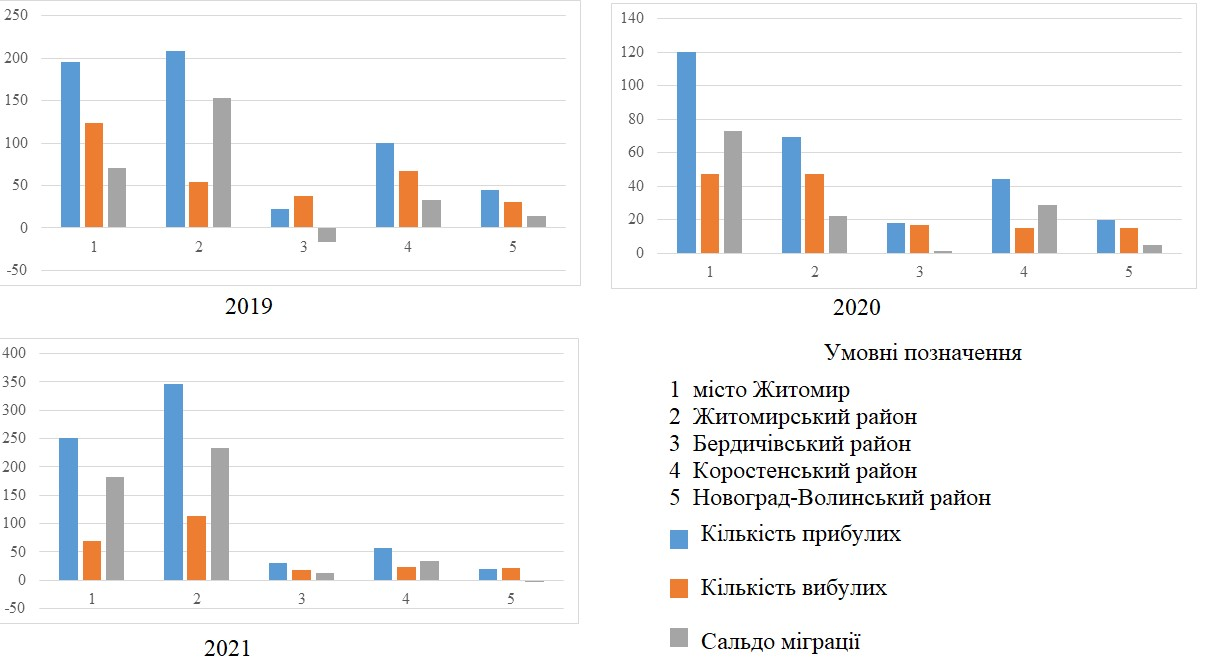 250
200
150
100
50
0
-50
1 2 3 4 5
2019
140
120
100
80
60
40
20
0
1 2 3 4 5
2020
400
350
300
250
200
150
100
50
0
-50
1 2 3 4 5
2021
Умовні позначення
1 місто Житомир
2 Житомирський район
3 Бердичівський район
4 Коростенський район
5 Новоград-Волинський район
Кількість прибулих
Кількість вибулих
Сальдо міграції